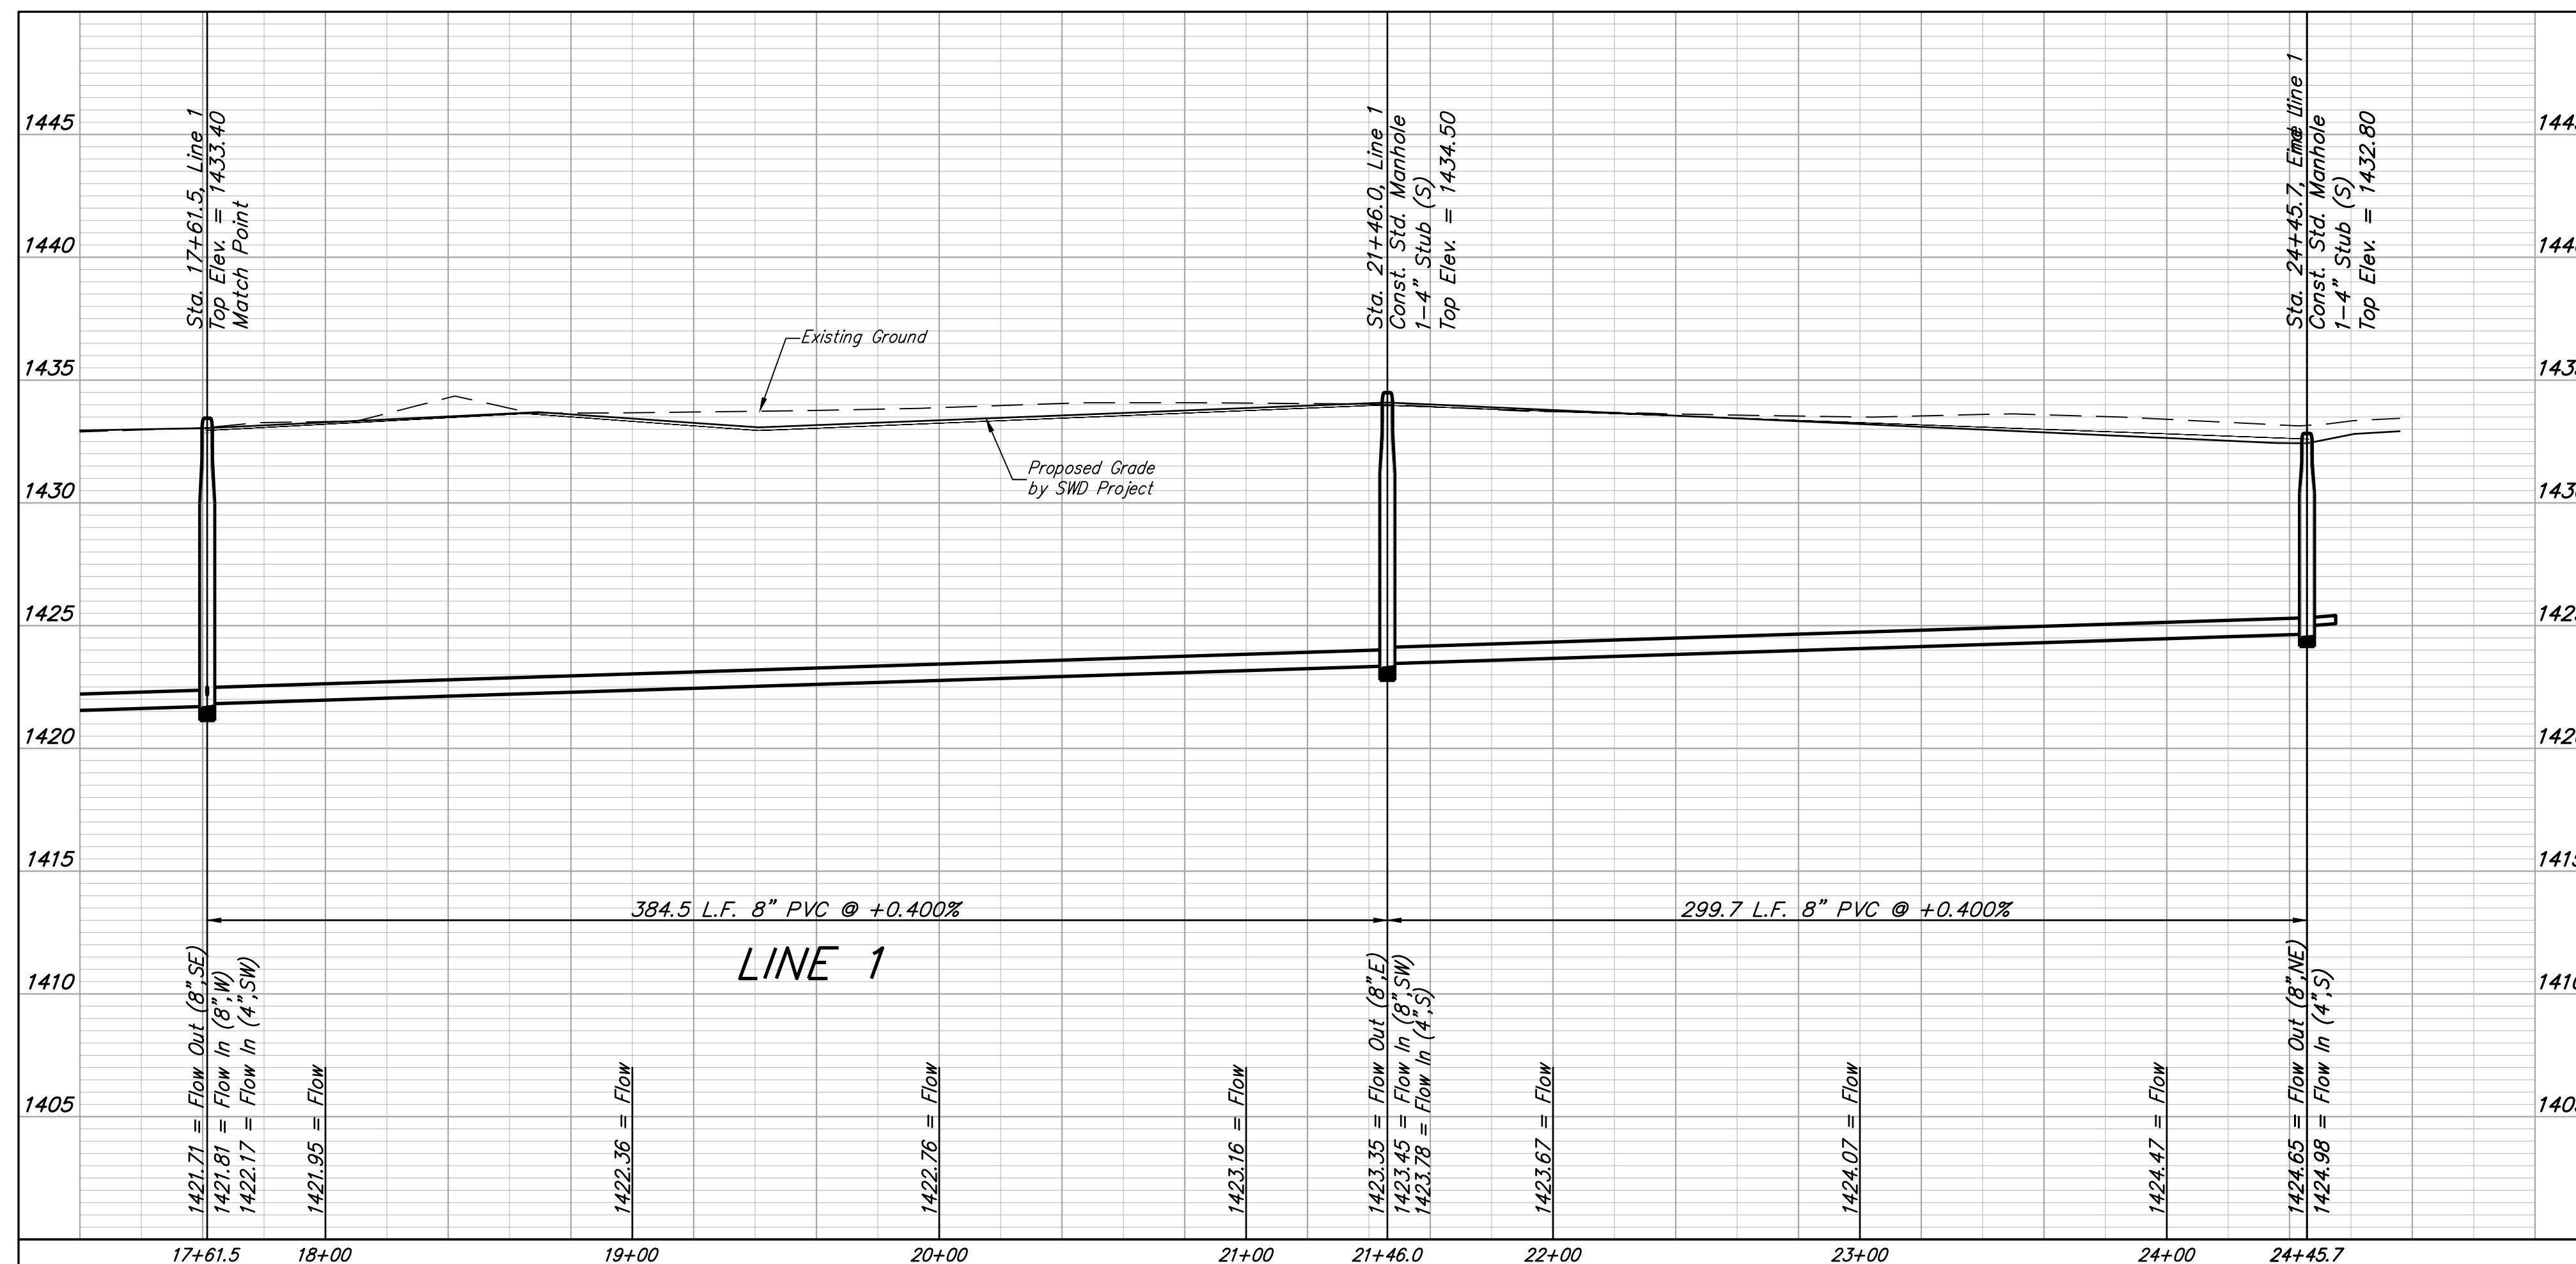 Sta. 17+61.5, Line 1
Top Elev. = 1433.40
Match Point
Sta. 21+46.0, Line 1
Const. Std. Manhole
1-4" Stub (S)
Top Elev. = 1434.50
Sta. 24+45.7, Line 1
Const. Std. Manhole
1-4" Stub (S)
Top Elev. = 1432.80
1445
1440
1435
1430
1425
1420
1415
1410
1405
Existing Ground
Proposed Grade
by SWD Project
384.5 L.F. 8" PVC @ +0.400%
299.7 L.F. 8" PVC @ +0.400%
LINE 1
1421.71 = Flow Out (8",SE)
1421.81 = Flow In (8",W)
1422.17 = Flow In (4",SW)
1421.95 = Flow
1422.36 = Flow
1422.76 = Flow
1423.16 = Flow
1423.35 = Flow Out (8",E)
1423.45 = Flow In (8",SW)
1423.78 = Flow In (4",S)
1423.67 = Flow
1424.07 = Flow
1424.47 = Flow
1424.65 = Flow Out (8",NE)
1424.98 = Flow In (4",S)
17+61.5
18+00
19+00
20+00
21+00
21+46.0
22+00
23+00
24+00
24+45.7